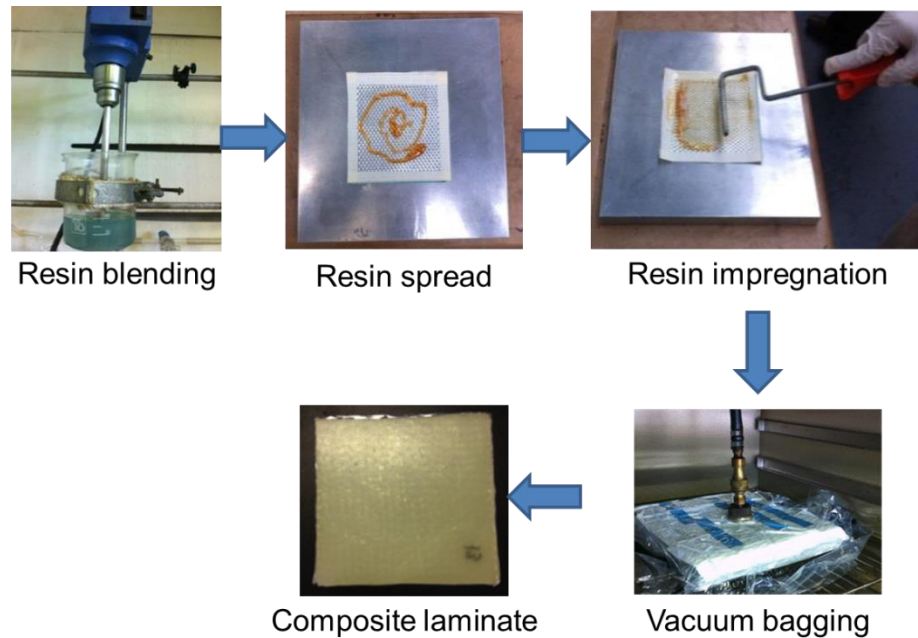 Resin blending
Resin spread
Resin impregnation
Composite laminate
Vacuum bagging